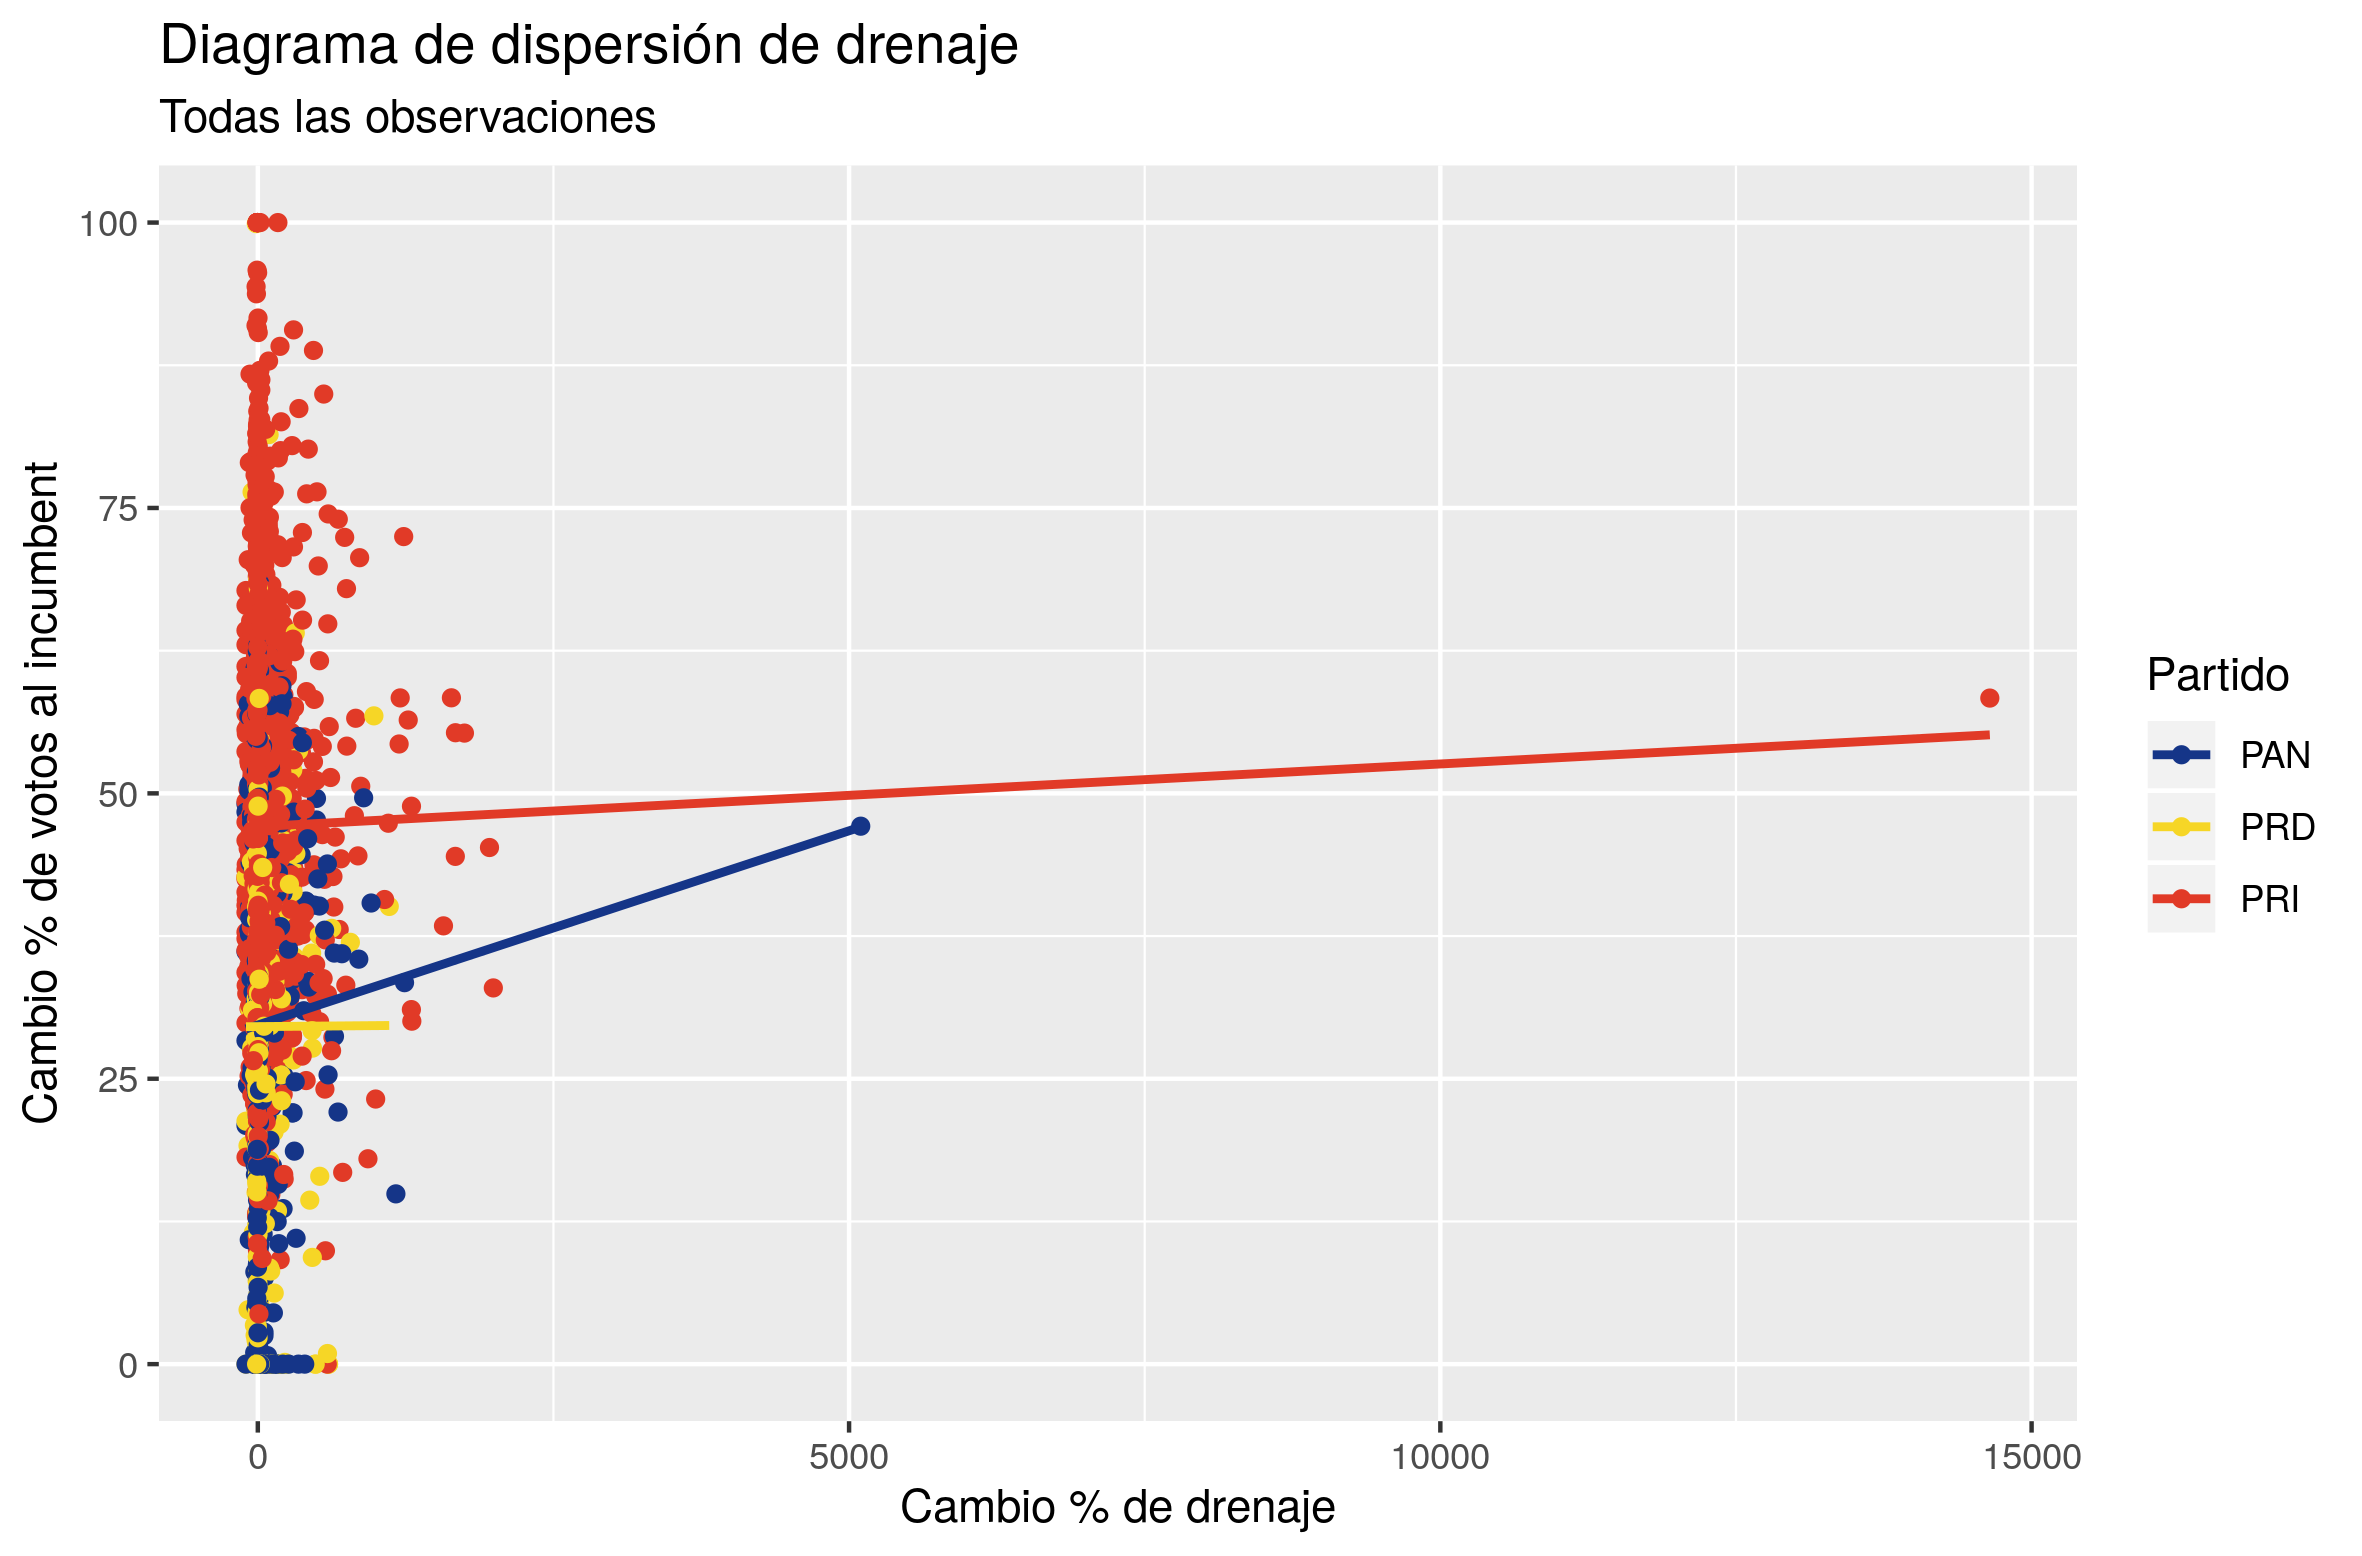 Diagrama de dispersión de drenaje
Todas las observaciones
Cambio % de votos al incumbent
100
75
50
25
0
0
5000
10000
15000
Cambio % de drenaje
Partido
PAN
PRD
PRI